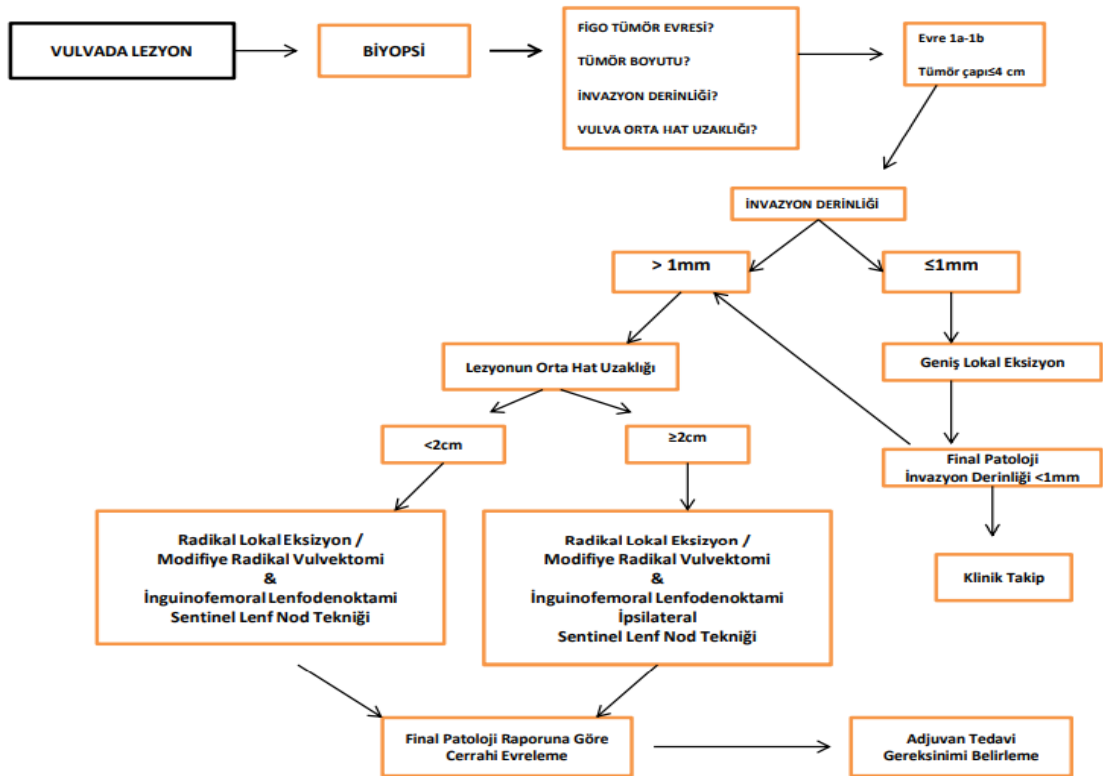 VULVADA LEZYON
BİYOPSİ
FİGO TÜMÖR EVRESİ?
TÜMÖR BOYUTU?
İNVAZYON DERİNLİĞİ?
VULVA ORTA HAT UZAKLIĞI?
Evre 1a-1b
Tümör çapı≤4 cm
İNVAZYON DERİNLİĞİ
> 1mm
≤1mm
Lezyonun Orta Hat Uzaklığı
Geniş Lokal Eksizyon
<2cm
≥2cm
Final Patoloji
İnvazyon Derinliği <1mm
Radikal Lokal Eksizyon /
Modifiye Radikal Vulvektomi
&
İnguinofemoral Lenfodenoktami
Sentinel Lenf Nod Tekniği
Radikal Lokal Eksizyon /
Modifiye Radikal Vulvektomi
&
İnguinofemoral Lenfodenoktami
İpsilateral
Sentinel Lenf Nod Tekniği
Klinik Takip
Final Patoloji Raporuna Göre
Cerrahi Evreleme
Adjuvan Tedavi
Gereksinimi Belirleme